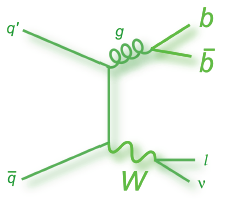 q' g b
b̄
q̄ W l
ν